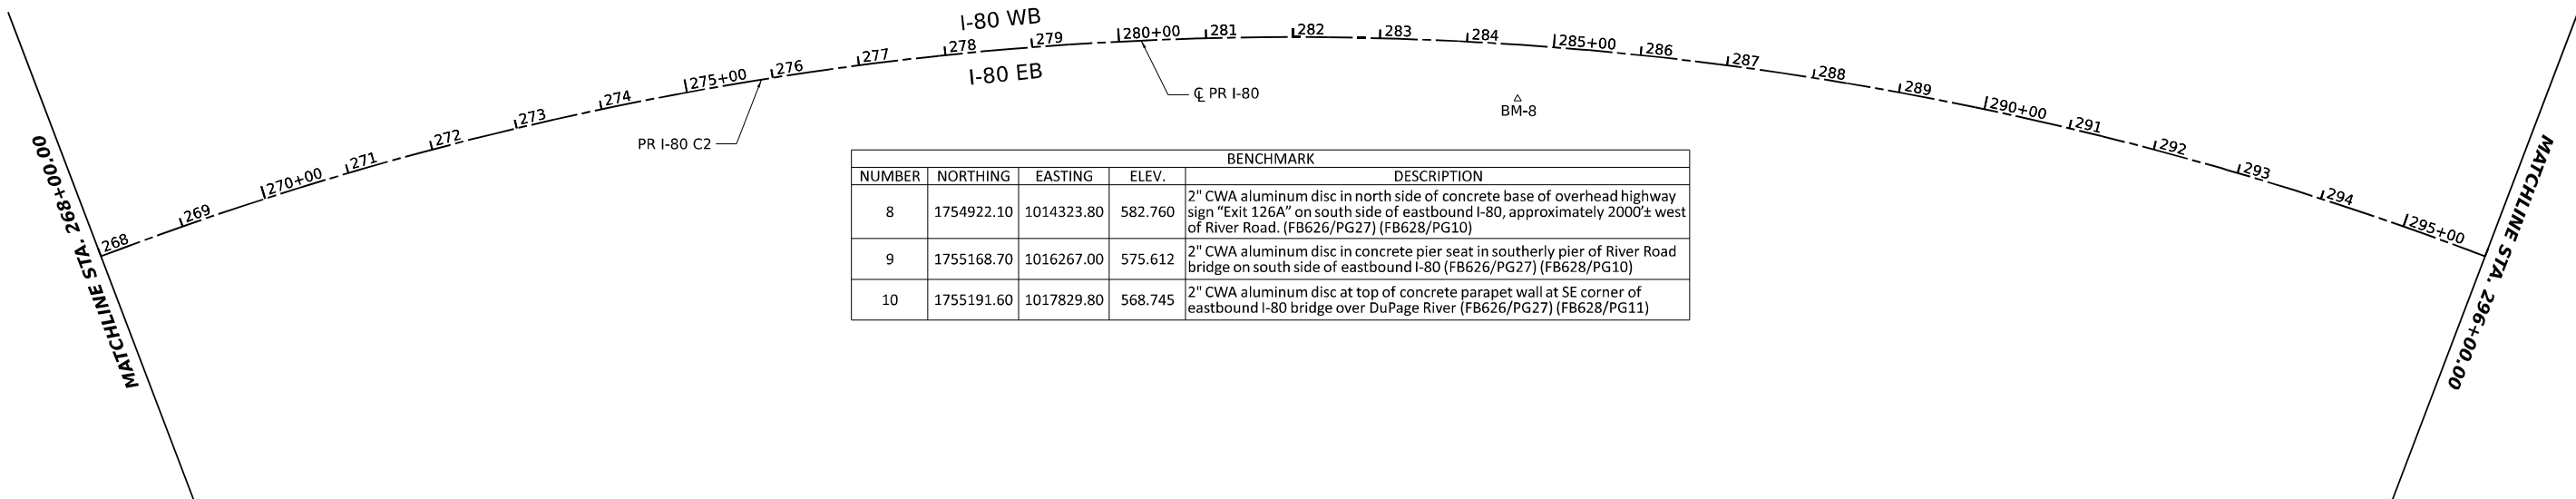 I-80 WB
268
269
270+00
271
272
273
274
275+00
276
277
278
279
280+00
281
282
283
284
285+00
286
287
288
289
290+00
291
292
293
294
295+00
I-80 EB
℄ PR I-80
BM-8
PR I-80 C2
MATCHLINE STA. 268+00.00
MATCHLINE STA. 296+00.00
BENCHMARK
NUMBER NORTHING EASTING ELEV. DESCRIPTION
8 1754922.10 1014323.80 582.760 2" CWA aluminum disc in north side of concrete base of overhead highway
sign “Exit 126A” on south side of eastbound I-80, approximately 2000’± west
of River Road. (FB626/PG27) (FB628/PG10)
9 1755168.70 1016267.00 575.612 2" CWA aluminum disc in concrete pier seat in southerly pier of River Road
bridge on south side of eastbound I-80 (FB626/PG27) (FB628/PG10)
10 1755191.60 1017829.80 568.745 2" CWA aluminum disc at top of concrete parapet wall at SE corner of
eastbound I-80 bridge over DuPage River (FB626/PG27) (FB628/PG11)